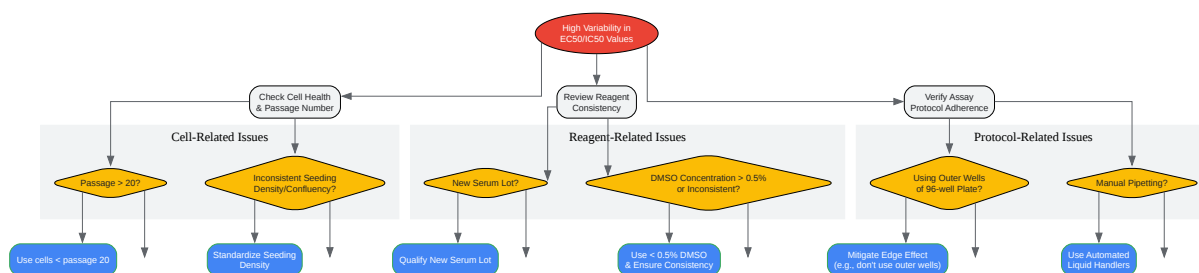 High Variability in
EC50/IC50 Values
Check Cell Health
& Passage Number
Review Reagent
Consistency
Verify Assay
Protocol Adherence
Cell-Related Issues
Reagent-Related Issues
Protocol-Related Issues
Passage > 20?
Inconsistent Seeding
Density/Confluency?
New Serum Lot?
DMSO Concentration > 0.5%
or Inconsistent?
Using Outer Wells
of 96-well Plate?
Manual Pipetting?
Use cells < passage 20
Standardize Seeding
Density
Qualify New Serum Lot
Use < 0.5% DMSO
& Ensure Consistency
Mitigate Edge Effect
(e.g., don't use outer wells)
Use Automated
Liquid Handlers